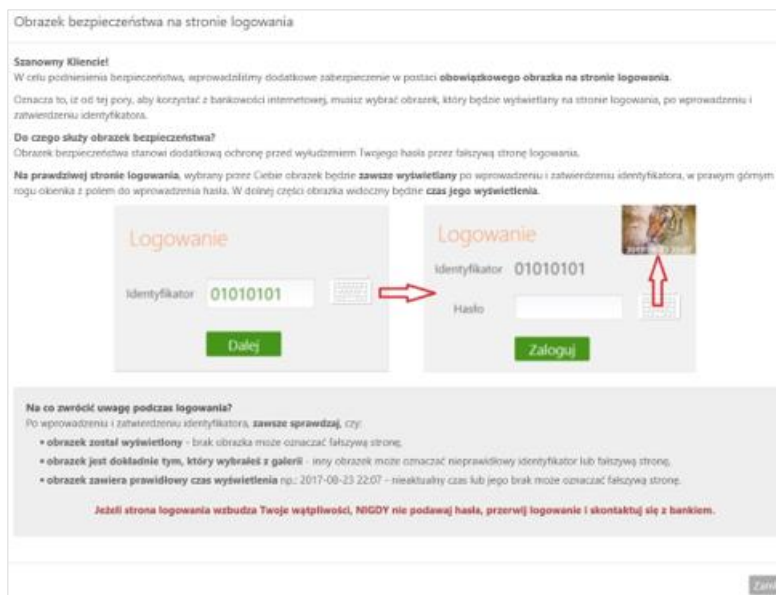 Obrazek bezpieczeństwa na stronie logowania
Szanowny Kliencie!
W celu podniesienia bezpieczeństwa, wprowadziliśmy dodatkowe zabezpieczenie w postaci obowiązkowego obrazka na stronie logowania.
Oznacza to, iż od tej pory, aby korzystać z bankowości internetowej, musisz wybrać obrazek, który będzie wyświetlany na stronie logowania, po wprowadzeniu i
zatwierdzeniu identyfikatora.
Do czego służy obrazek bezpieczeństwa?
Obrazek bezpieczeństwa stanowi dodatkową ochronę przed wyłudzeniem Twojego hasła przez fałszywą stronę logowania.
Na prawdziwej stronie logowania, wybrany przez Ciebie obrazek będzie zawsze wyświetlany po wprowadzeniu i zatwierdzeniu identyfikatora, w prawym górnym
rogu okienka z polem do wprowadzenia hasła. W dolnej części obrazka widoczny będzie czas jego wyświetlenia.
Logowanie
Identyfikator 01010101
Dalej
Logowanie
Identyfikator 01010101
Hasło
Zaloguj
Na co zwrócić uwagę podczas logowania?
Po wprowadzeniu i zatwierdzeniu identyfikatora, zawsze sprawdzaj, czy:
• obrazek został wyświetlony - brak obrazka może oznaczać fałszywą stronę,
• obrazek jest dokładnie tym, który wybrałeś z galerii - inny obrazek może oznaczać nieprawidłowy identyfikator lub fałszywą stronę,
• obrazek zawiera prawidłowy czas wyświetlenia np.: 2017-08-23 22:07 - nieaktualny czas lub jego brak może oznaczać fałszywą stronę.
Jeżeli strona logowania wzbudza Twoje wątpliwości, NIGDY nie podawaj hasła, przerwij logowanie i skontaktuj się z bankiem.